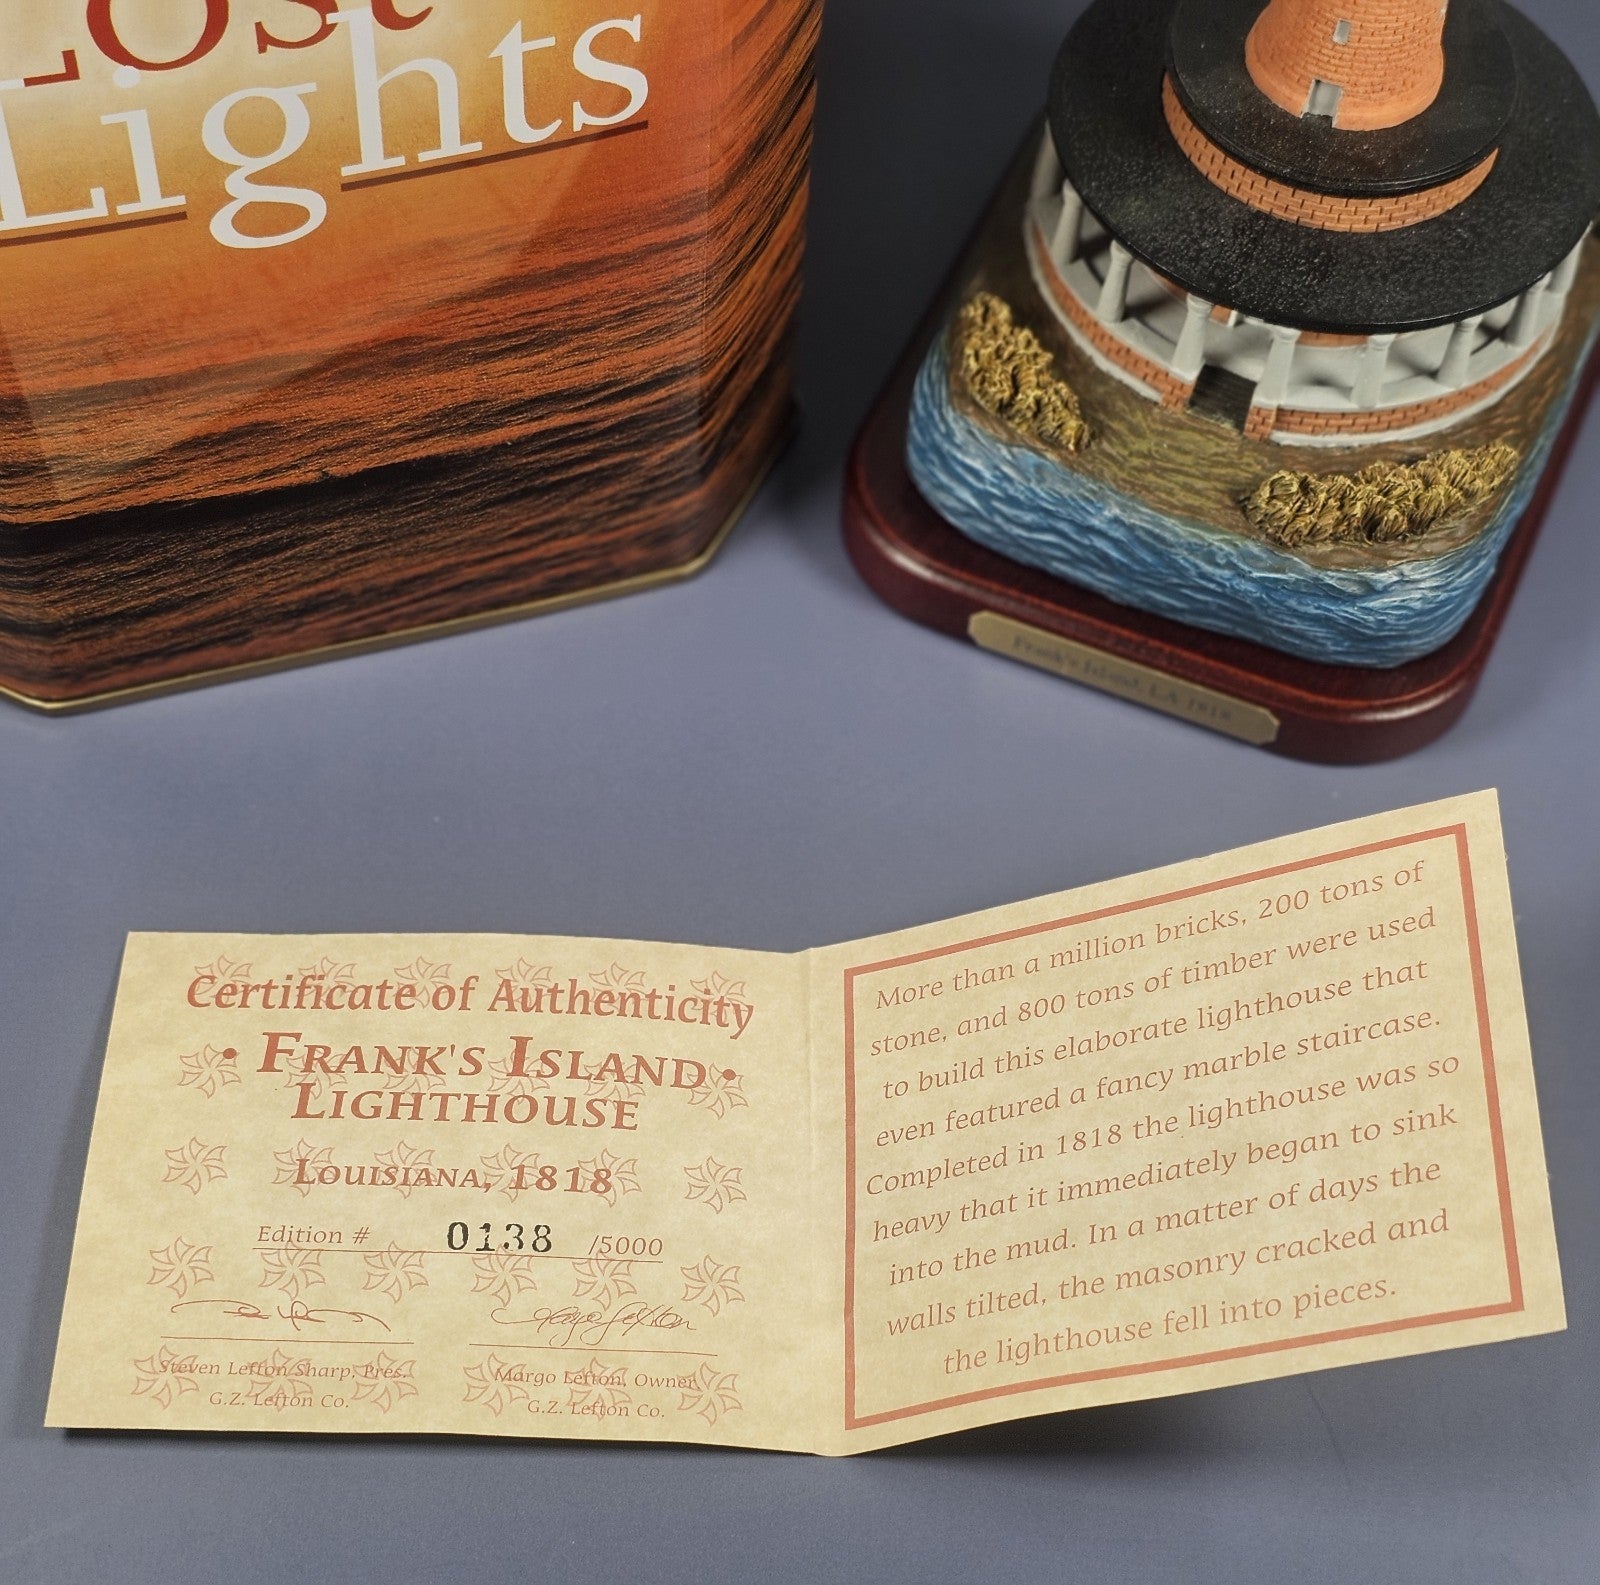 Lost
Lights
Frank's Island, LA 1818
Certificate of Authenticity
• Frank's Island •
Lighthouse
Louisiana, 1818
Edition # 0138 /5000
Steven Lefton Sharp, Pres.
G.Z. Lefton Co.
Margo Lefton, Owner
G.Z. Lefton Co.
More than a million bricks, 200 tons of
stone, and 800 tons of timber were used
to build this elaborate lighthouse that
even featured a fancy marble staircase.
Completed in 1818 the lighthouse was so
heavy that it immediately began to sink
into the mud. In a matter of days the
walls tilted, the masonry cracked and
the lighthouse fell into pieces.